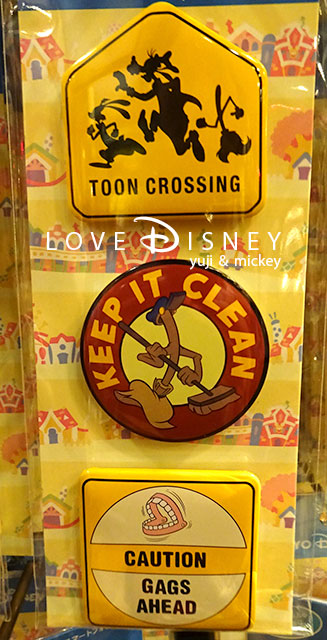 TOON CROSSING
LOVE DISNEY
yuji & mickey
KEEP IT CLEAN
CAUTION
GAGS
AHEAD